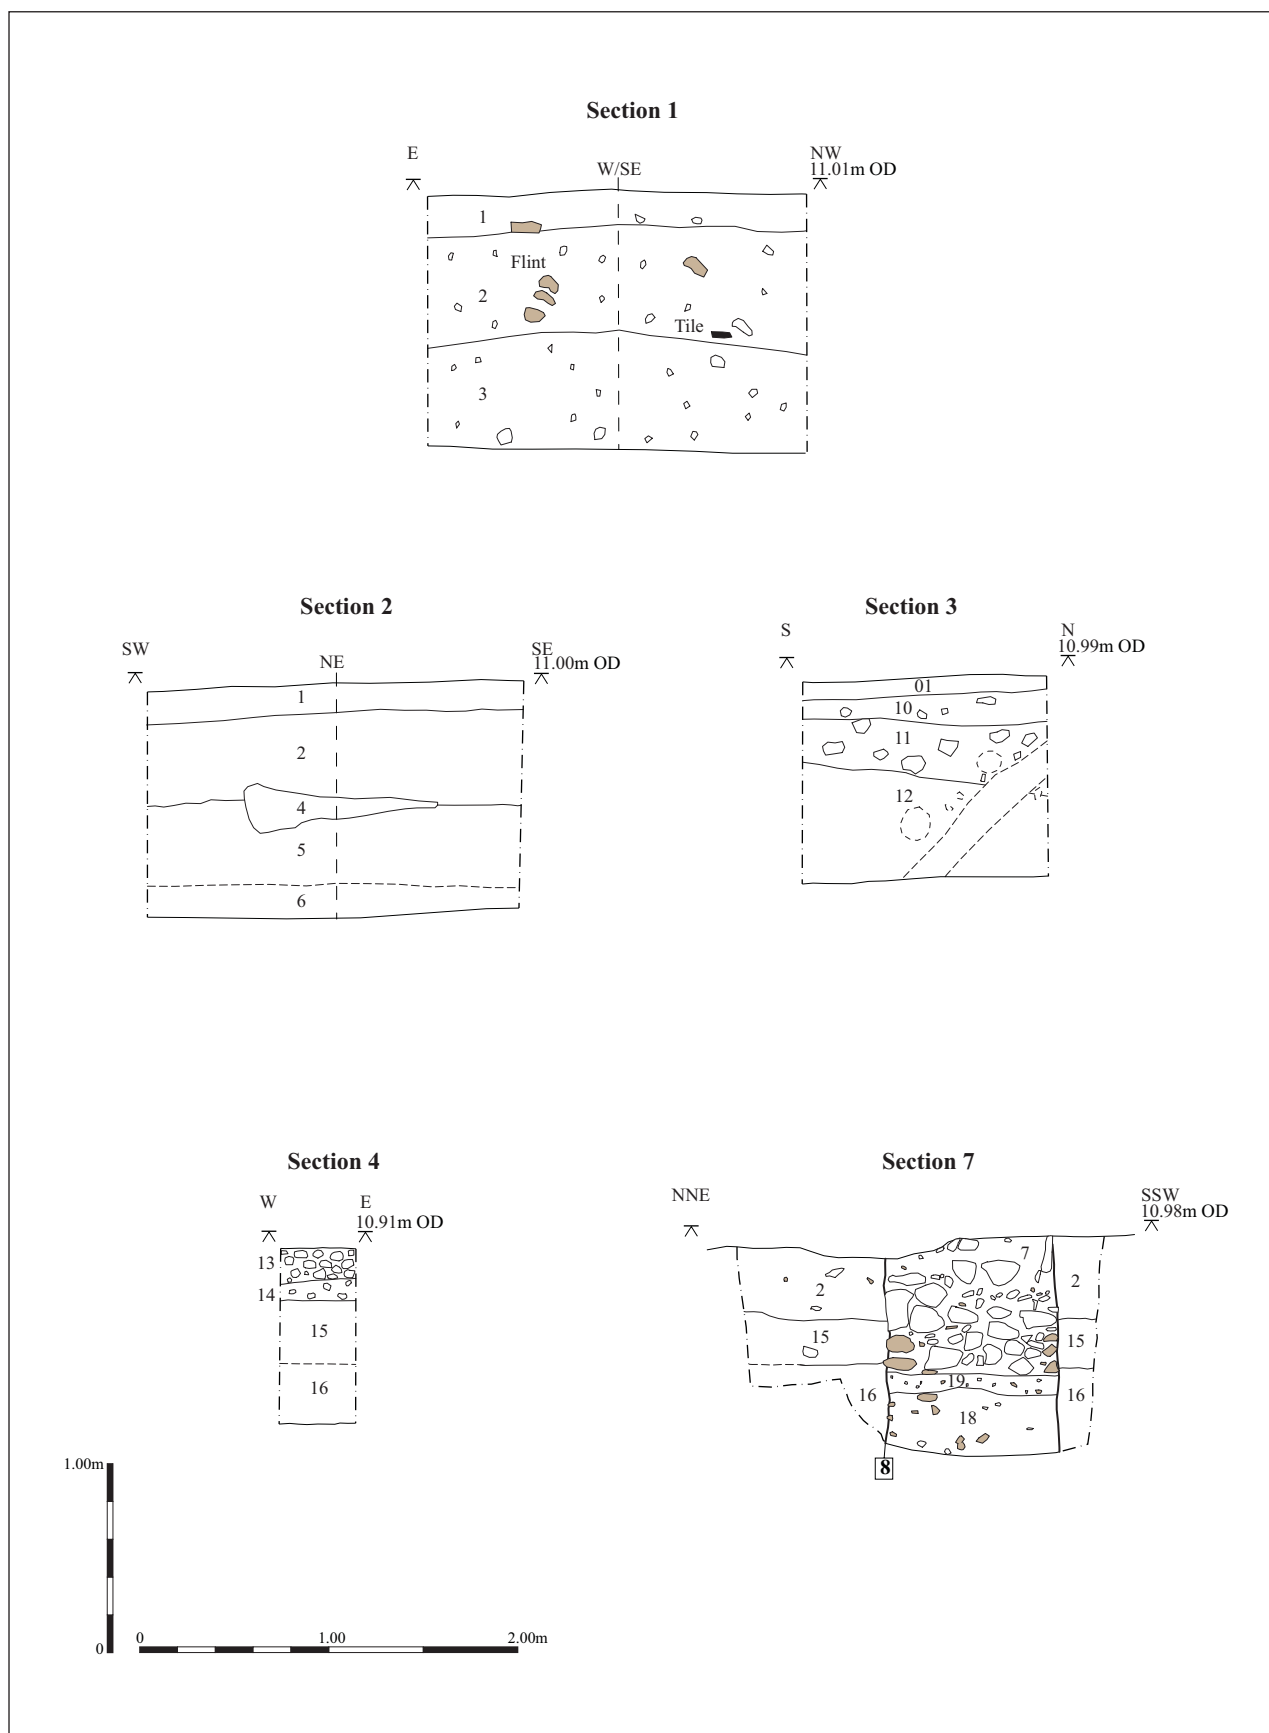 Section 1
E
W/SE
NW
11.01m OD
1
Flint
2
Tile
3
Section 2
SW
NE
SE
11.00m OD
1
2
4
5
6
Section 3
S
N
10.99m OD
01
10
11
12
Section 4
W
E
10.91m OD
13
14
15
16
Section 7
NNE
SSW
10.98m OD
7
2
2
15
15
19
16
16
18
8
1.00m
0
0
1.00
2.00m